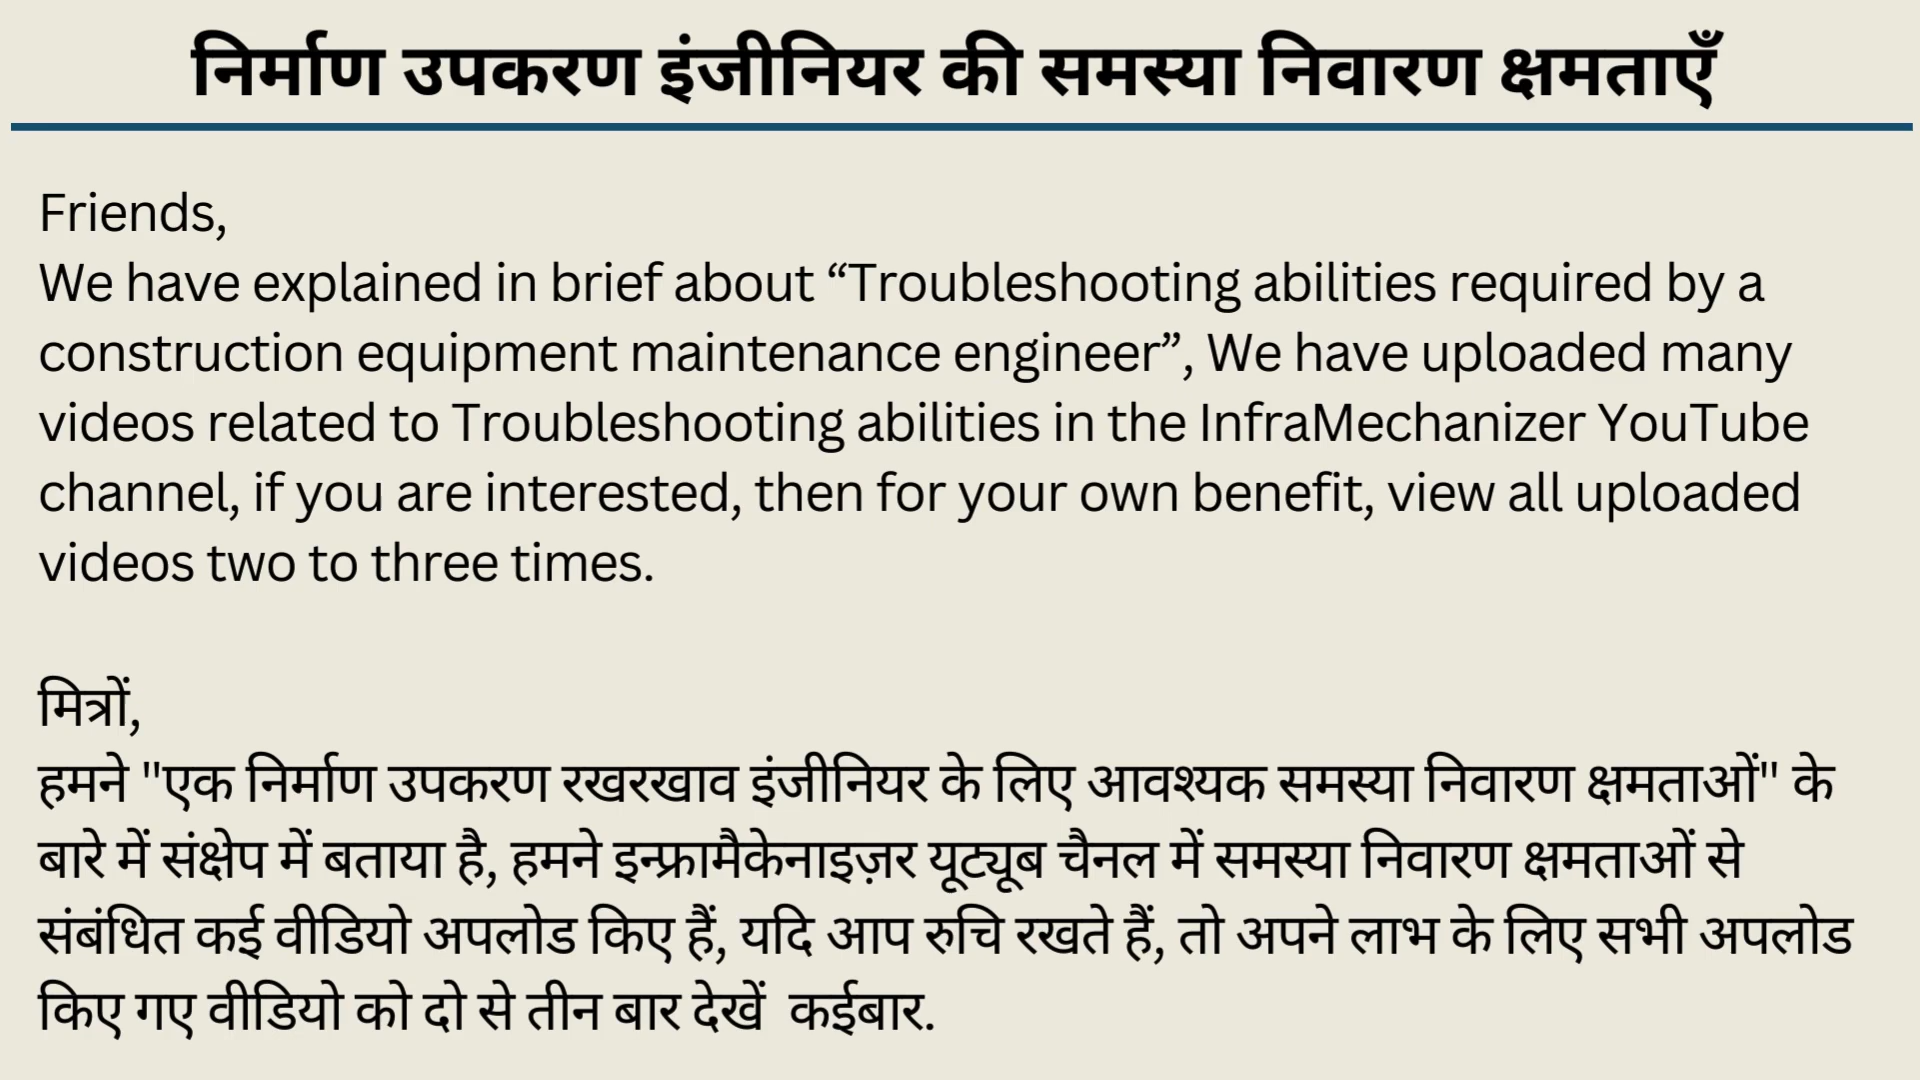 निर्माण उपकरण इंजीनियर की समस्या निवारण क्षमताएँ
Friends,
We have explained in brief about “Troubleshooting abilities required by a
construction equipment maintenance engineer”, We have uploaded many
videos related to Troubleshooting abilities in the InfraMechanizer YouTube
channel, if you are interested, then for your own benefit, view all uploaded
videos two to three times.
मित्रों,
हमने "एक निर्माण उपकरण रखरखाव इंजीनियर के लिए आवश्यक समस्या निवारण क्षमताओं" के
बारे में संक्षेप में बताया है, हमने इन्फ्रामैकेनाइज़र यूट्यूब चैनल में समस्या निवारण क्षमताओं से
संबंधित कई वीडियो अपलोड किए हैं, यदि आप रुचि रखते हैं, तो अपने लाभ के लिए सभी अपलोड
किए गए वीडियो को दो से तीन बार देखें  कईबार.